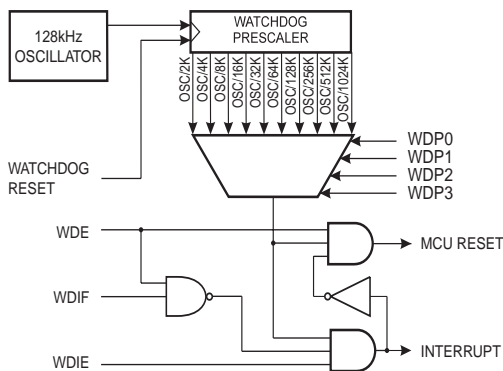 128kHz
OSCILLATOR
WATCHDOG
PRESCALER
OSC/2K
OSC/4K
OSC/8K
OSC/16K
OSC/32K
OSC/64K
OSC/128K
OSC/256K
OSC/512K
OSC/1024K
WATCHDOG
RESET
WDP0
WDP1
WDP2
WDP3
WDE
MCU RESET
WDIF
WDIE
INTERRUPT